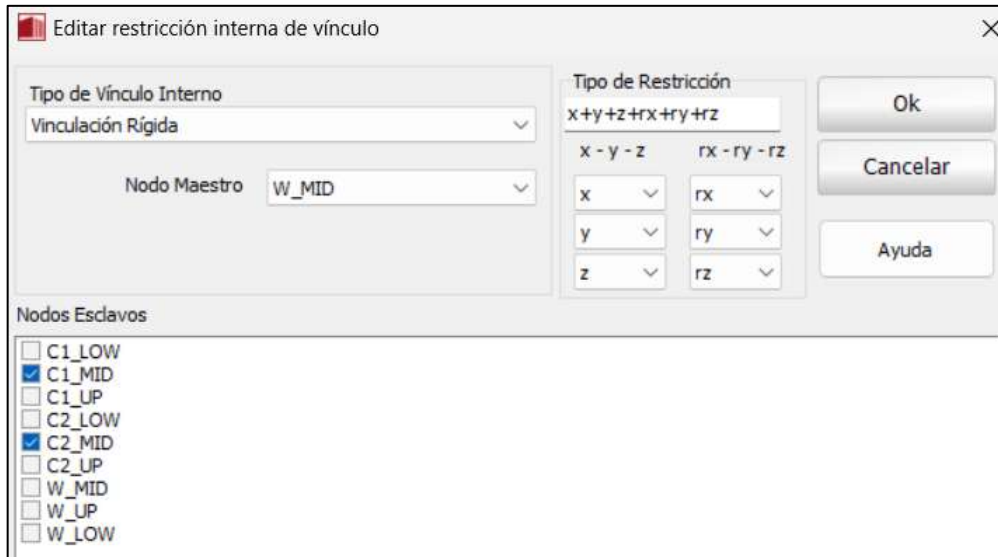 Editar restricción interna de vínculo
Tipo de Vínculo Interno
Vinculación Rígida
Nodo Maestro W_MID
Tipo de Restricción
x+y+z+rx+ry+rz
x - y - z rx - ry - rz
x rx
y ry
z rz
Ok
Cancelar
Ayuda
Nodos Esclavos
C1_LOW
C1_MID
C1_UP
C2_LOW
C2_MID
C2_UP
W_MID
W_UP
W_LOW